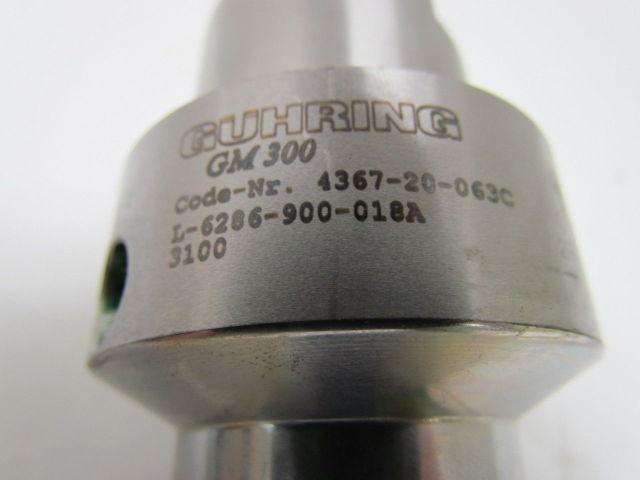 GUHRING
GM 300
Code-Nr. 4367-20-063C
L-6286-900-018A
3100